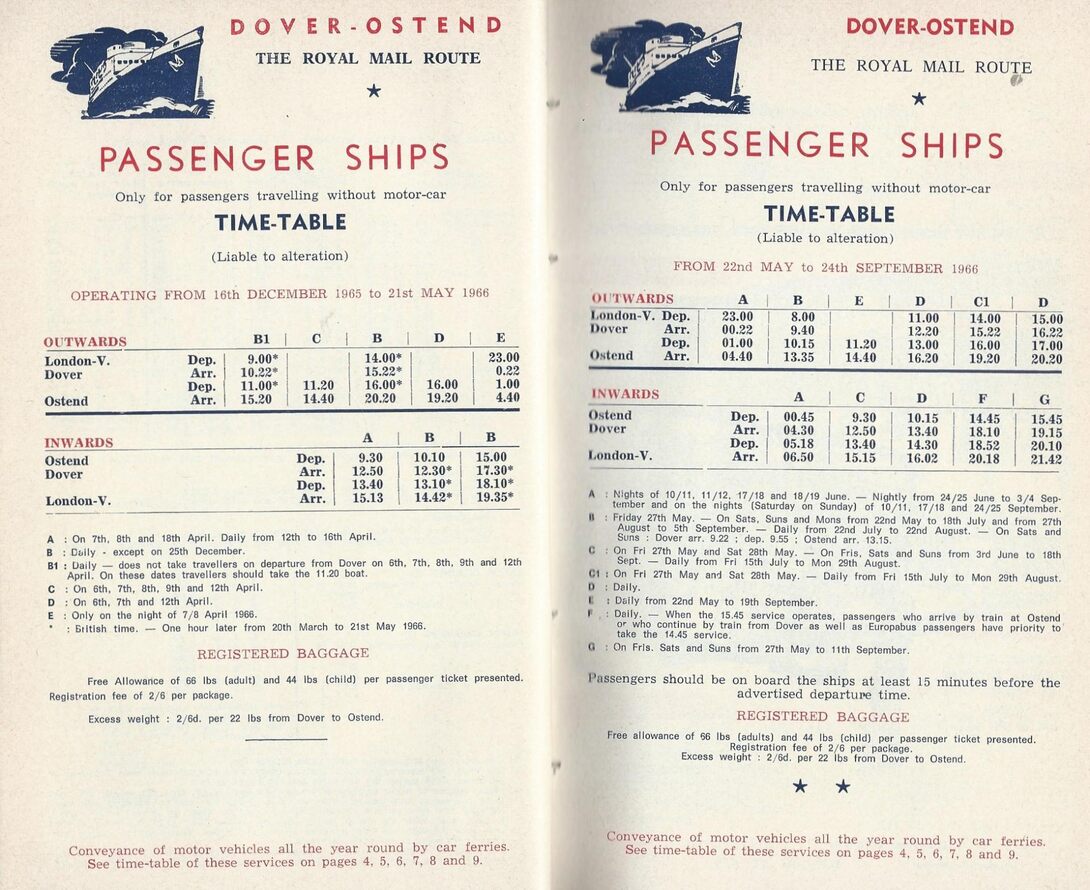 DOVER-OSTEND
THE ROYAL MAIL ROUTE
★
PASSENGER SHIPS
Only for passengers travelling without motor-car
TIME-TABLE
(Liable to alteration)
OPERATING FROM 16th DECEMBER 1965 to 21st MAY 1966
OUTWARDS B1 | C | B | D | E
London-V. Dep. 9.00* 14.00* 23.00
Dover Arr. 10.22* 15.22* 0.22
Dep. 11.00* 11.20 16.00* 16.00 1.00
Ostend Arr. 15.20 14.40 20.20 19.20 4.40
INWARDS A | B | B
Ostend Dep. 9.30 10.10 15.00
Dover Arr. 12.50 12.30* 17.30*
Dep. 13.40 13.10* 18.10*
London-V. Arr. 15.13 14.42* 19.35*
A : On 7th, 8th and 18th April. Daily from 12th to 16th April.
B : Daily - except on 25th December.
B1 : Daily — does not take travellers on departure from Dover on 6th, 7th, 8th, 9th and 12th
April. On these dates travellers should take the 11.20 boat.
C : On 6th, 7th, 8th, 9th and 12th April.
D : On 6th, 7th and 12th April.
E : Only on the night of 7/8 April 1966.
* : British time. — One hour later from 20th March to 21st May 1966.
REGISTERED BAGGAGE
Free Allowance of 66 lbs (adult) and 44 lbs (child) per passenger ticket presented.
Registration fee of 2/6 per package.
Excess weight : 2/6d. per 22 lbs from Dover to Ostend.
Conveyance of motor vehicles all the year round by car ferries.
See time-table of these services on pages 4, 5, 6, 7, 8 and 9.
DOVER-OSTEND
THE ROYAL MAIL ROUTE
★
PASSENGER SHIPS
Only for passengers travelling without motor-car
TIME-TABLE
(Liable to alteration)
FROM 22nd MAY to 24th SEPTEMBER 1966
OUTWARDS A | B | E | D | C1 | D
London-V. Dep. 23.00 8.00 11.00 14.00 15.00
Dover Arr. 00.22 9.40 12.20 15.22 16.22
Dep. 01.00 10.15 11.20 13.00 16.00 17.00
Ostend Arr. 04.40 13.35 14.40 16.20 19.20 20.20
INWARDS A | C | D | F | G
Ostend Dep. 00.45 9.30 10.15 14.45 15.45
Dover Arr. 04.30 12.50 13.40 18.10 19.15
Dep. 05.18 13.40 14.30 18.52 20.10
London-V. Arr. 06.50 15.15 16.02 20.18 21.42
A : Nights of 10/11, 11/12, 17/18 and 18/19 June. — Nightly from 24/25 June to 3/4 Sep-
tember and on the nights (Saturday on Sunday) of 10/11, 17/18 and 24/25 September.
B : Friday 27th May. — On Sats, Suns and Mons from 22nd May to 18th July and from 27th
August to 5th September. — Daily from 22nd July to 22nd August. — On Sats and
Suns : Dover arr. 9.22 ; dep. 9.55 ; Ostend arr. 13.15.
C : On Fri 27th May and Sat 28th May. — On Fris, Sats and Suns from 3rd June to 18th
Sept. — Daily from Fri 15th July to Mon 29th August.
C1 : On Fri 27th May and Sat 28th May. — Daily from Fri 15th July to Mon 29th August.
D : Daily.
E : Daily from 22nd May to 19th September.
F : Daily. — When the 15.45 service operates, passengers who arrive by train at Ostend
or who continue by train from Dover as well as Europabus passengers have priority to
take the 14.45 service.
G : On Fris. Sats and Suns from 27th May to 11th September.
Passengers should be on board the ships at least 15 minutes before the
advertised departure time.
REGISTERED BAGGAGE
Free allowance of 66 lbs (adults) and 44 lbs (child) per passenger ticket presented.
Registration fee of 2/6 per package.
Excess weight : 2/6d. per 22 lbs from Dover to Ostend.
★ ★
Conveyance of motor vehicles all the year round by car ferries.
See time-table of these services on pages 4, 5, 6, 7, 8 and 9.